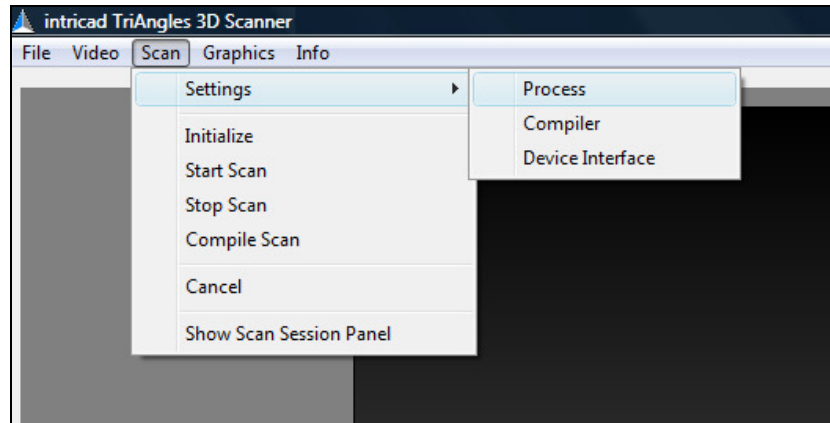 intricad TriAngles 3D Scanner
File Video Scan Graphics Info
Settings
Process
Compiler
Device Interface
Initialize
Start Scan
Stop Scan
Compile Scan
Cancel
Show Scan Session Panel